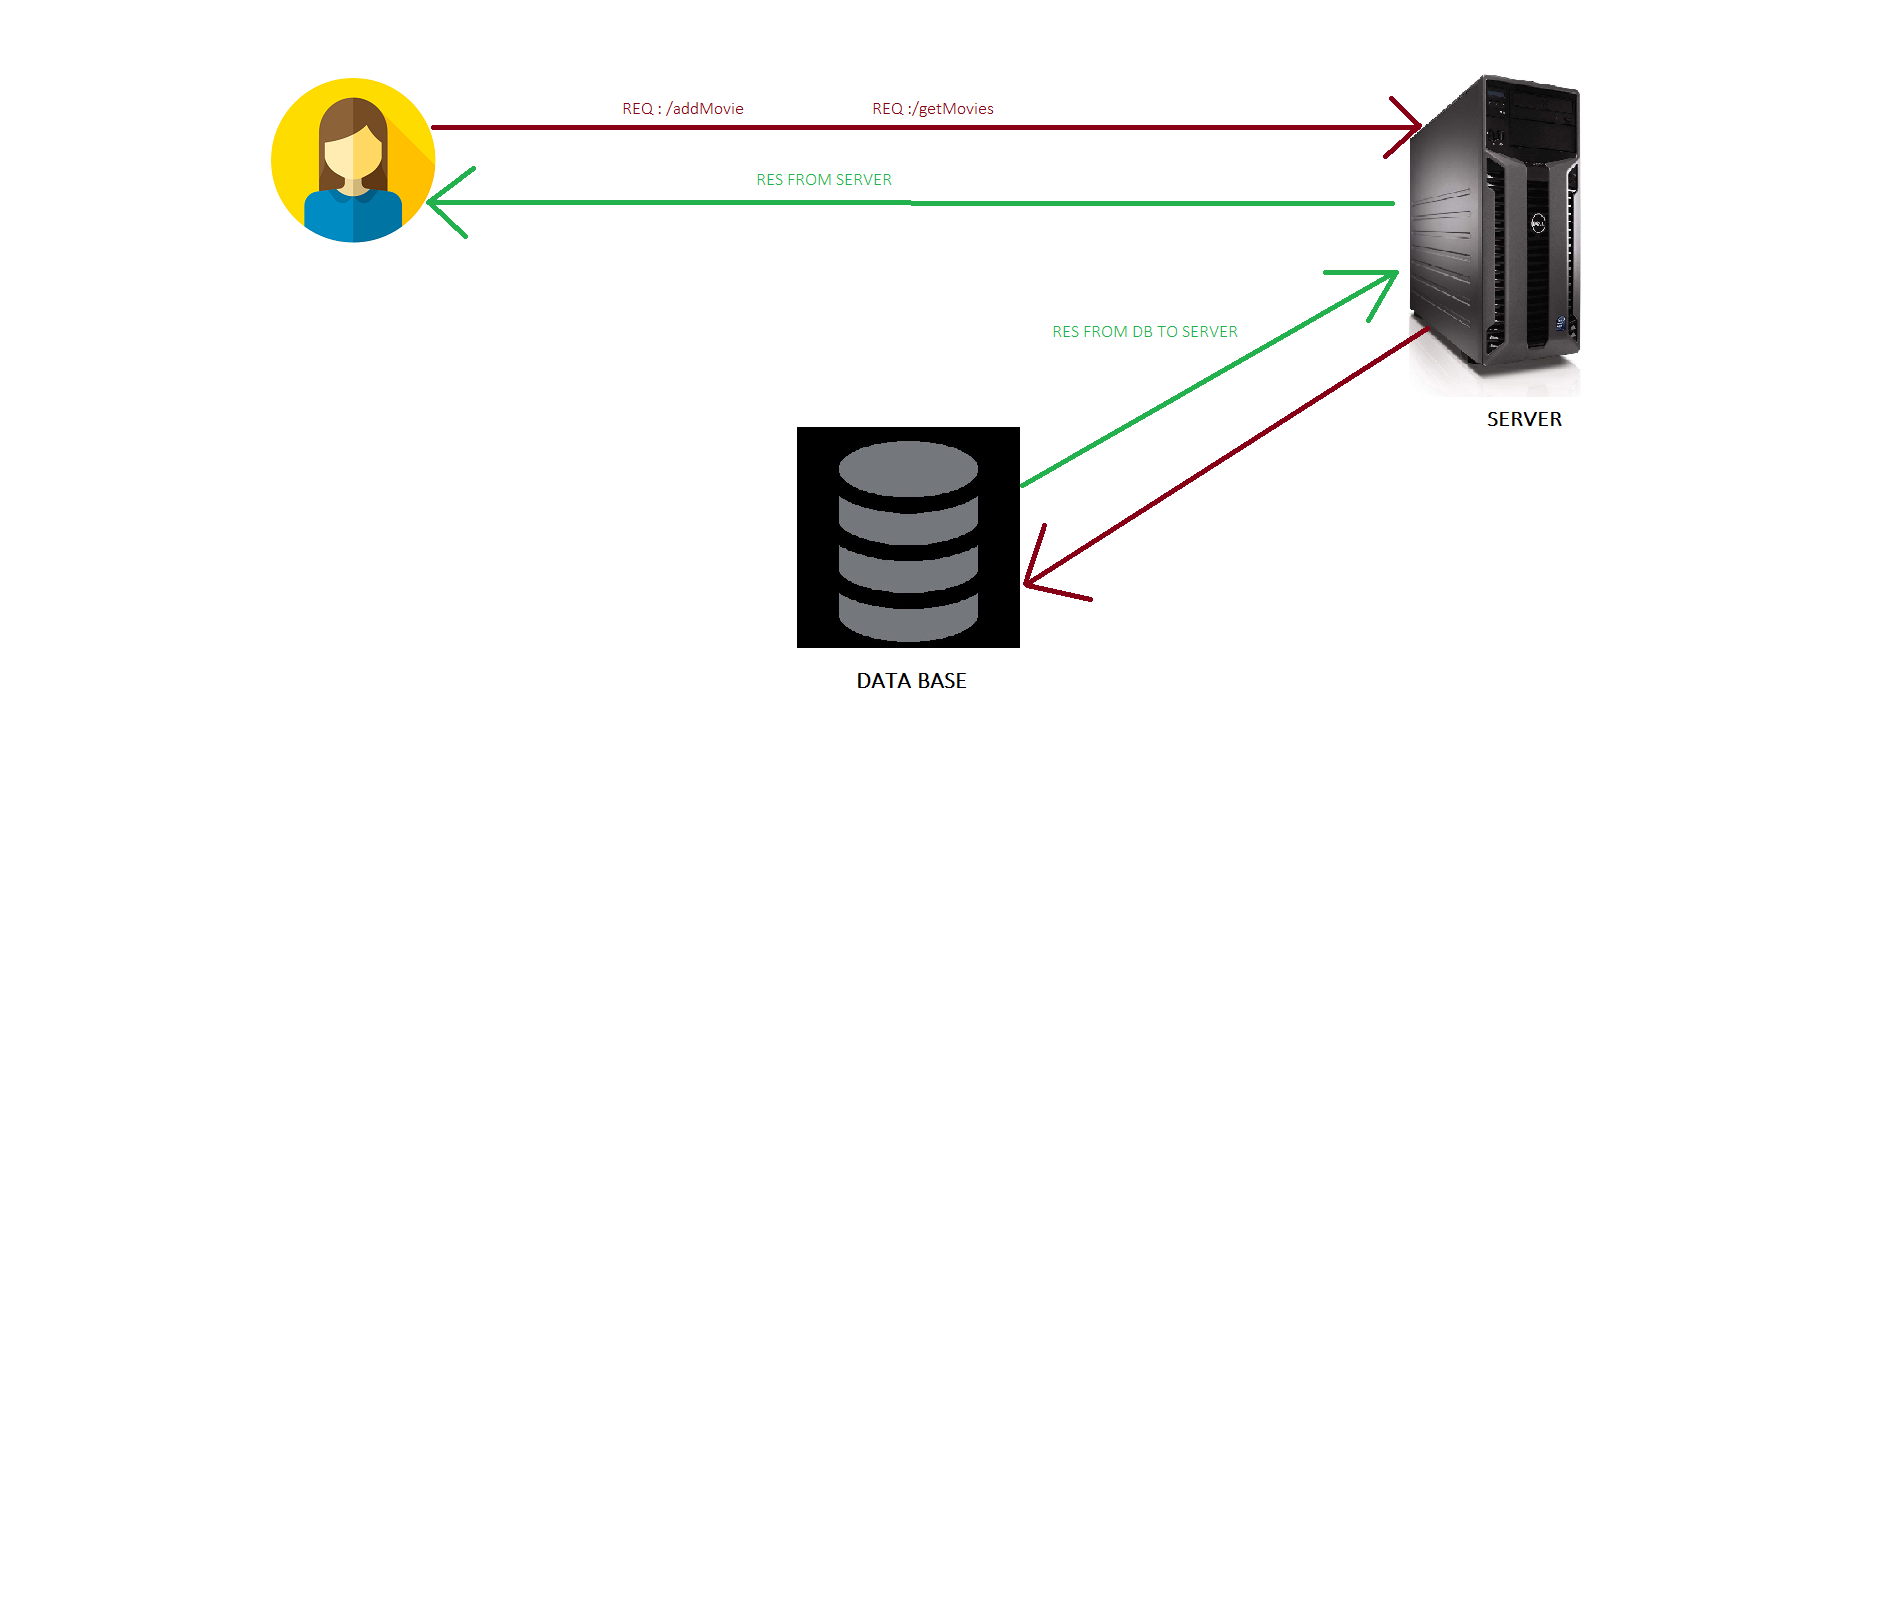 REQ : /addMovie
REQ :/getMovies
RES FROM SERVER
RES FROM DB TO SERVER
SERVER
DATA BASE